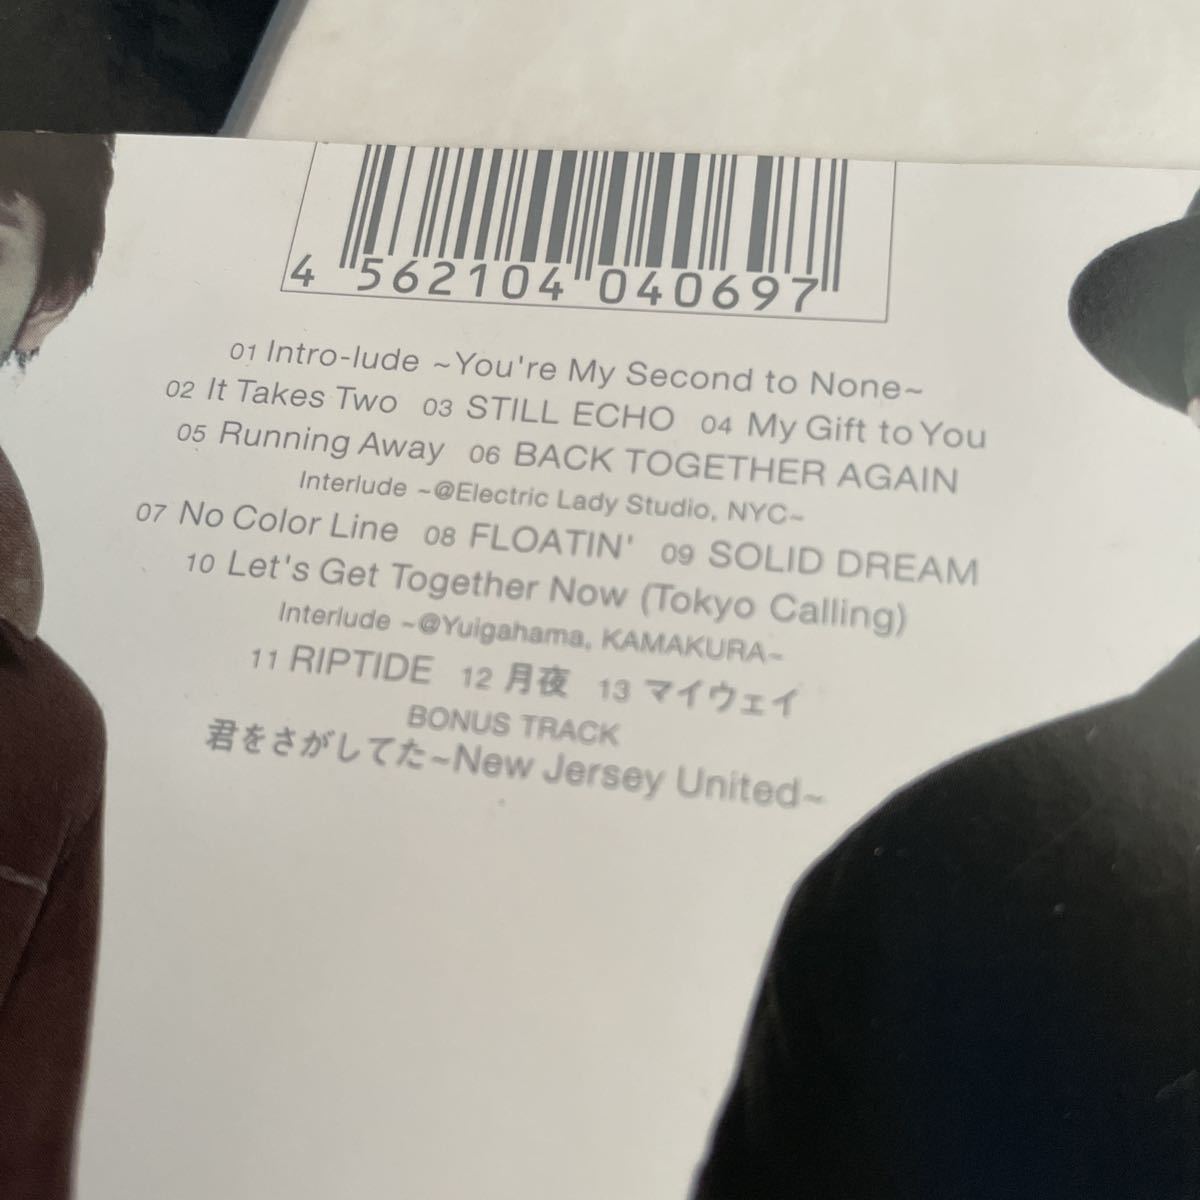 4 562104 040697
01 Intro-lude ~You're My Second to None~
02 It Takes Two 03 STILL ECHO 04 My Gift to You
05 Running Away 06 BACK TOGETHER AGAIN
Interlude ~@Electric Lady Studio, NYC~
07 No Color Line 08 FLOATIN' 09 SOLID DREAM
10 Let's Get Together Now (Tokyo Calling)
Interlude ~@Yuigahama, KAMAKURA~
11 RIPTIDE 12 月夜 13 マイウェイ
BONUS TRACK
君をさがしてた~New Jersey United~